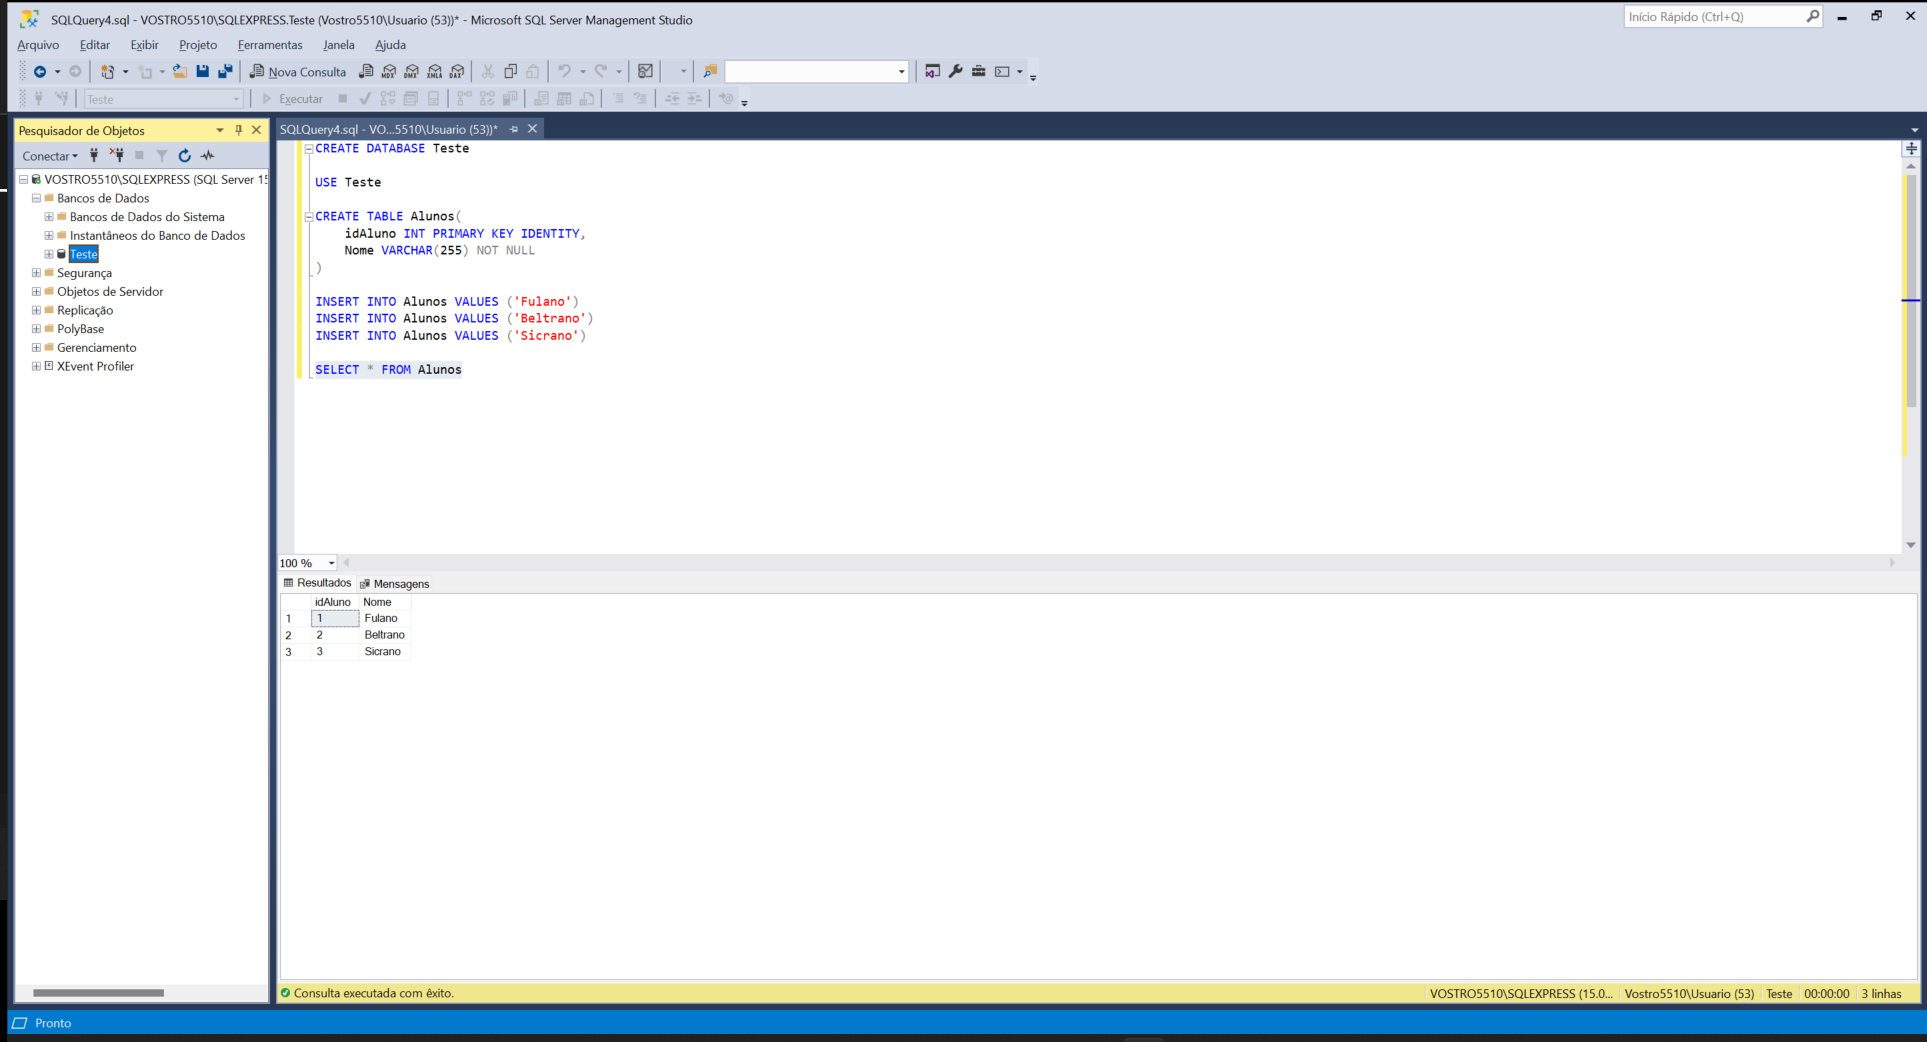 SQLQuery4.sql - VOSTRO5510\SQLEXPRESS.Teste (Vostro5510\Usuario (53))* - Microsoft SQL Server Management Studio
Início Rápido (Ctrl+Q)
Arquivo Editar Exibir Projeto Ferramentas Janela Ajuda
Nova Consulta MDX DMX XMLA DAX
Teste Executar
Pesquisador de Objetos
SQLQuery4.sql - VO...5510\Usuario (53))*
Conectar
VOSTRO5510\SQLEXPRESS (SQL Server 15
Bancos de Dados
Bancos de Dados do Sistema
Instantâneos do Banco de Dados
Teste
Segurança
Objetos de Servidor
Replicação
PolyBase
Gerenciamento
XEvent Profiler
CREATE DATABASE Teste
USE Teste
CREATE TABLE Alunos(
idAluno INT PRIMARY KEY IDENTITY,
Nome VARCHAR(255) NOT NULL
)
INSERT INTO Alunos VALUES ('Fulano')
INSERT INTO Alunos VALUES ('Beltrano')
INSERT INTO Alunos VALUES ('Sicrano')
SELECT * FROM Alunos
100 %
Resultados Mensagens
idAluno Nome
1 1 Fulano
2 2 Beltrano
3 3 Sicrano
Consulta executada com êxito.
VOSTRO5510\SQLEXPRESS (15.0... Vostro5510\Usuario (53) Teste 00:00:00 3 linhas
Pronto